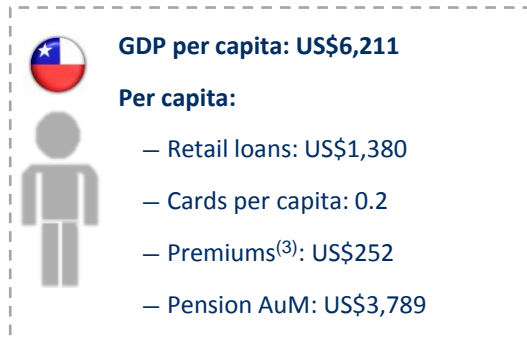 GDP per capita: US$6,211
Per capita:
— Retail loans: US$1,380
— Cards per capita: 0.2
— Premiums(3): US$252
— Pension AuM: US$3,789